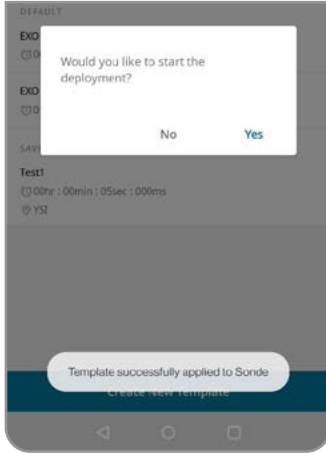 DEFAULT
EXO
Would you like to start the
deployment?
EXO
No Yes
Test1
00hr : 00min : 05sec : 000ms
YSI
Template successfully applied to Sonde
Create New Template